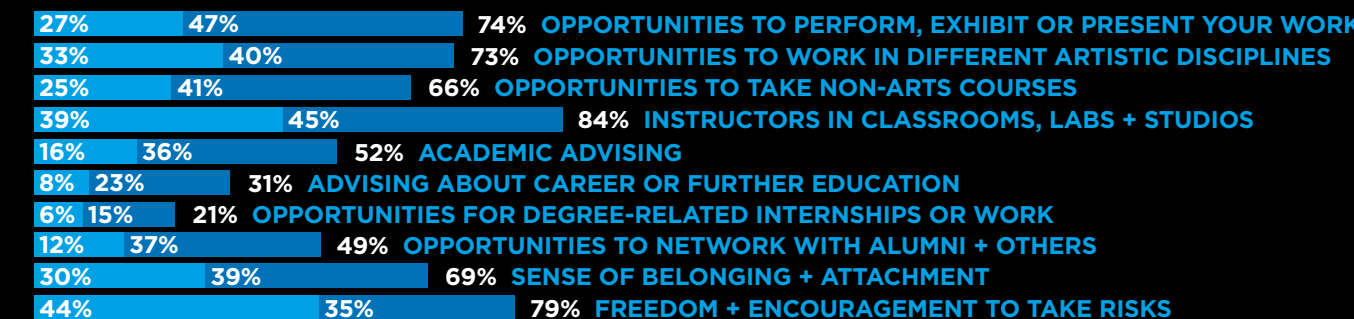 27% 47% 74% OPPORTUNITIES TO PERFORM, EXHIBIT OR PRESENT YOUR WORK
33% 40% 73% OPPORTUNITIES TO WORK IN DIFFERENT ARTISTIC DISCIPLINES
25% 41% 66% OPPORTUNITIES TO TAKE NON-ARTS COURSES
39% 45% 84% INSTRUCTORS IN CLASSROOMS, LABS + STUDIOS
16% 36% 52% ACADEMIC ADVISING
8% 23% 31% ADVISING ABOUT CAREER OR FURTHER EDUCATION
6% 15% 21% OPPORTUNITIES FOR DEGREE-RELATED INTERNSHIPS OR WORK
12% 37% 49% OPPORTUNITIES TO NETWORK WITH ALUMNI + OTHERS
30% 39% 69% SENSE OF BELONGING + ATTACHMENT
44% 35% 79% FREEDOM + ENCOURAGEMENT TO TAKE RISKS